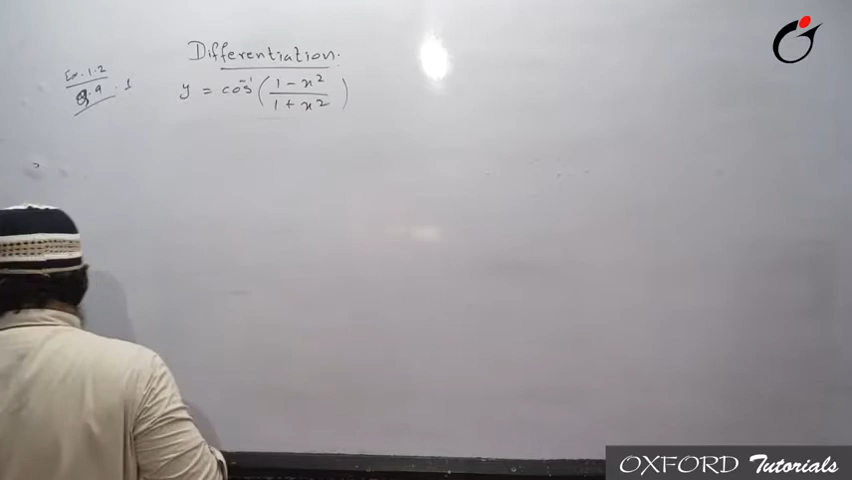 Differentiation.
Ex. 1.2
Q.9.1
y = cos⁻¹ ( (1 - x²) / (1 + x²) )
OXFORD Tutorials